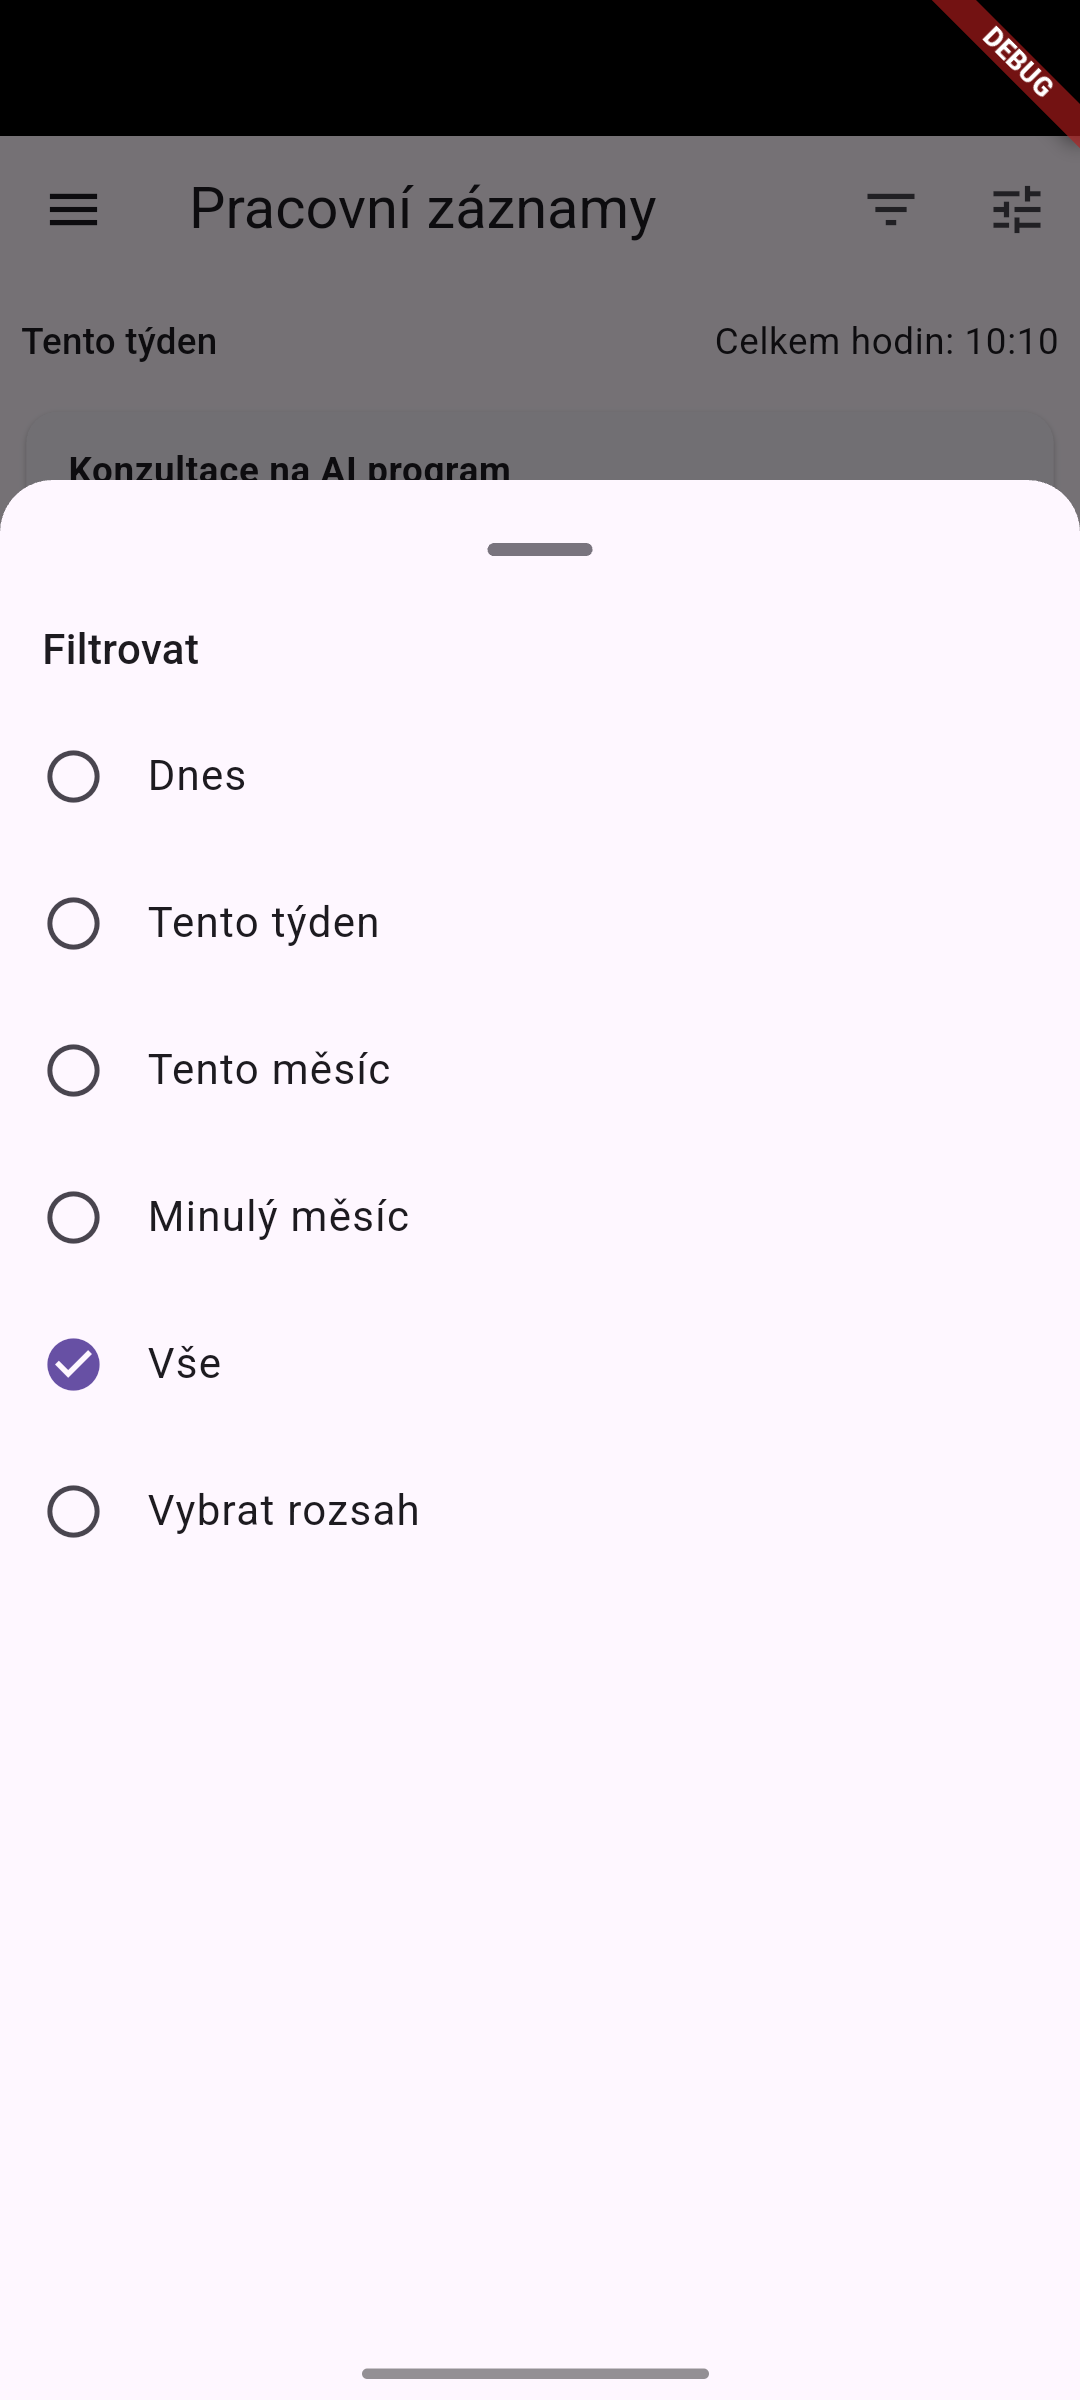 DEBUG
Pracovní záznamy
Tento týden
Celkem hodin: 10:10
Konzultace na AI program
Filtrovat
Dnes
Tento týden
Tento měsíc
Minulý měsíc
Vše
Vybrat rozsah